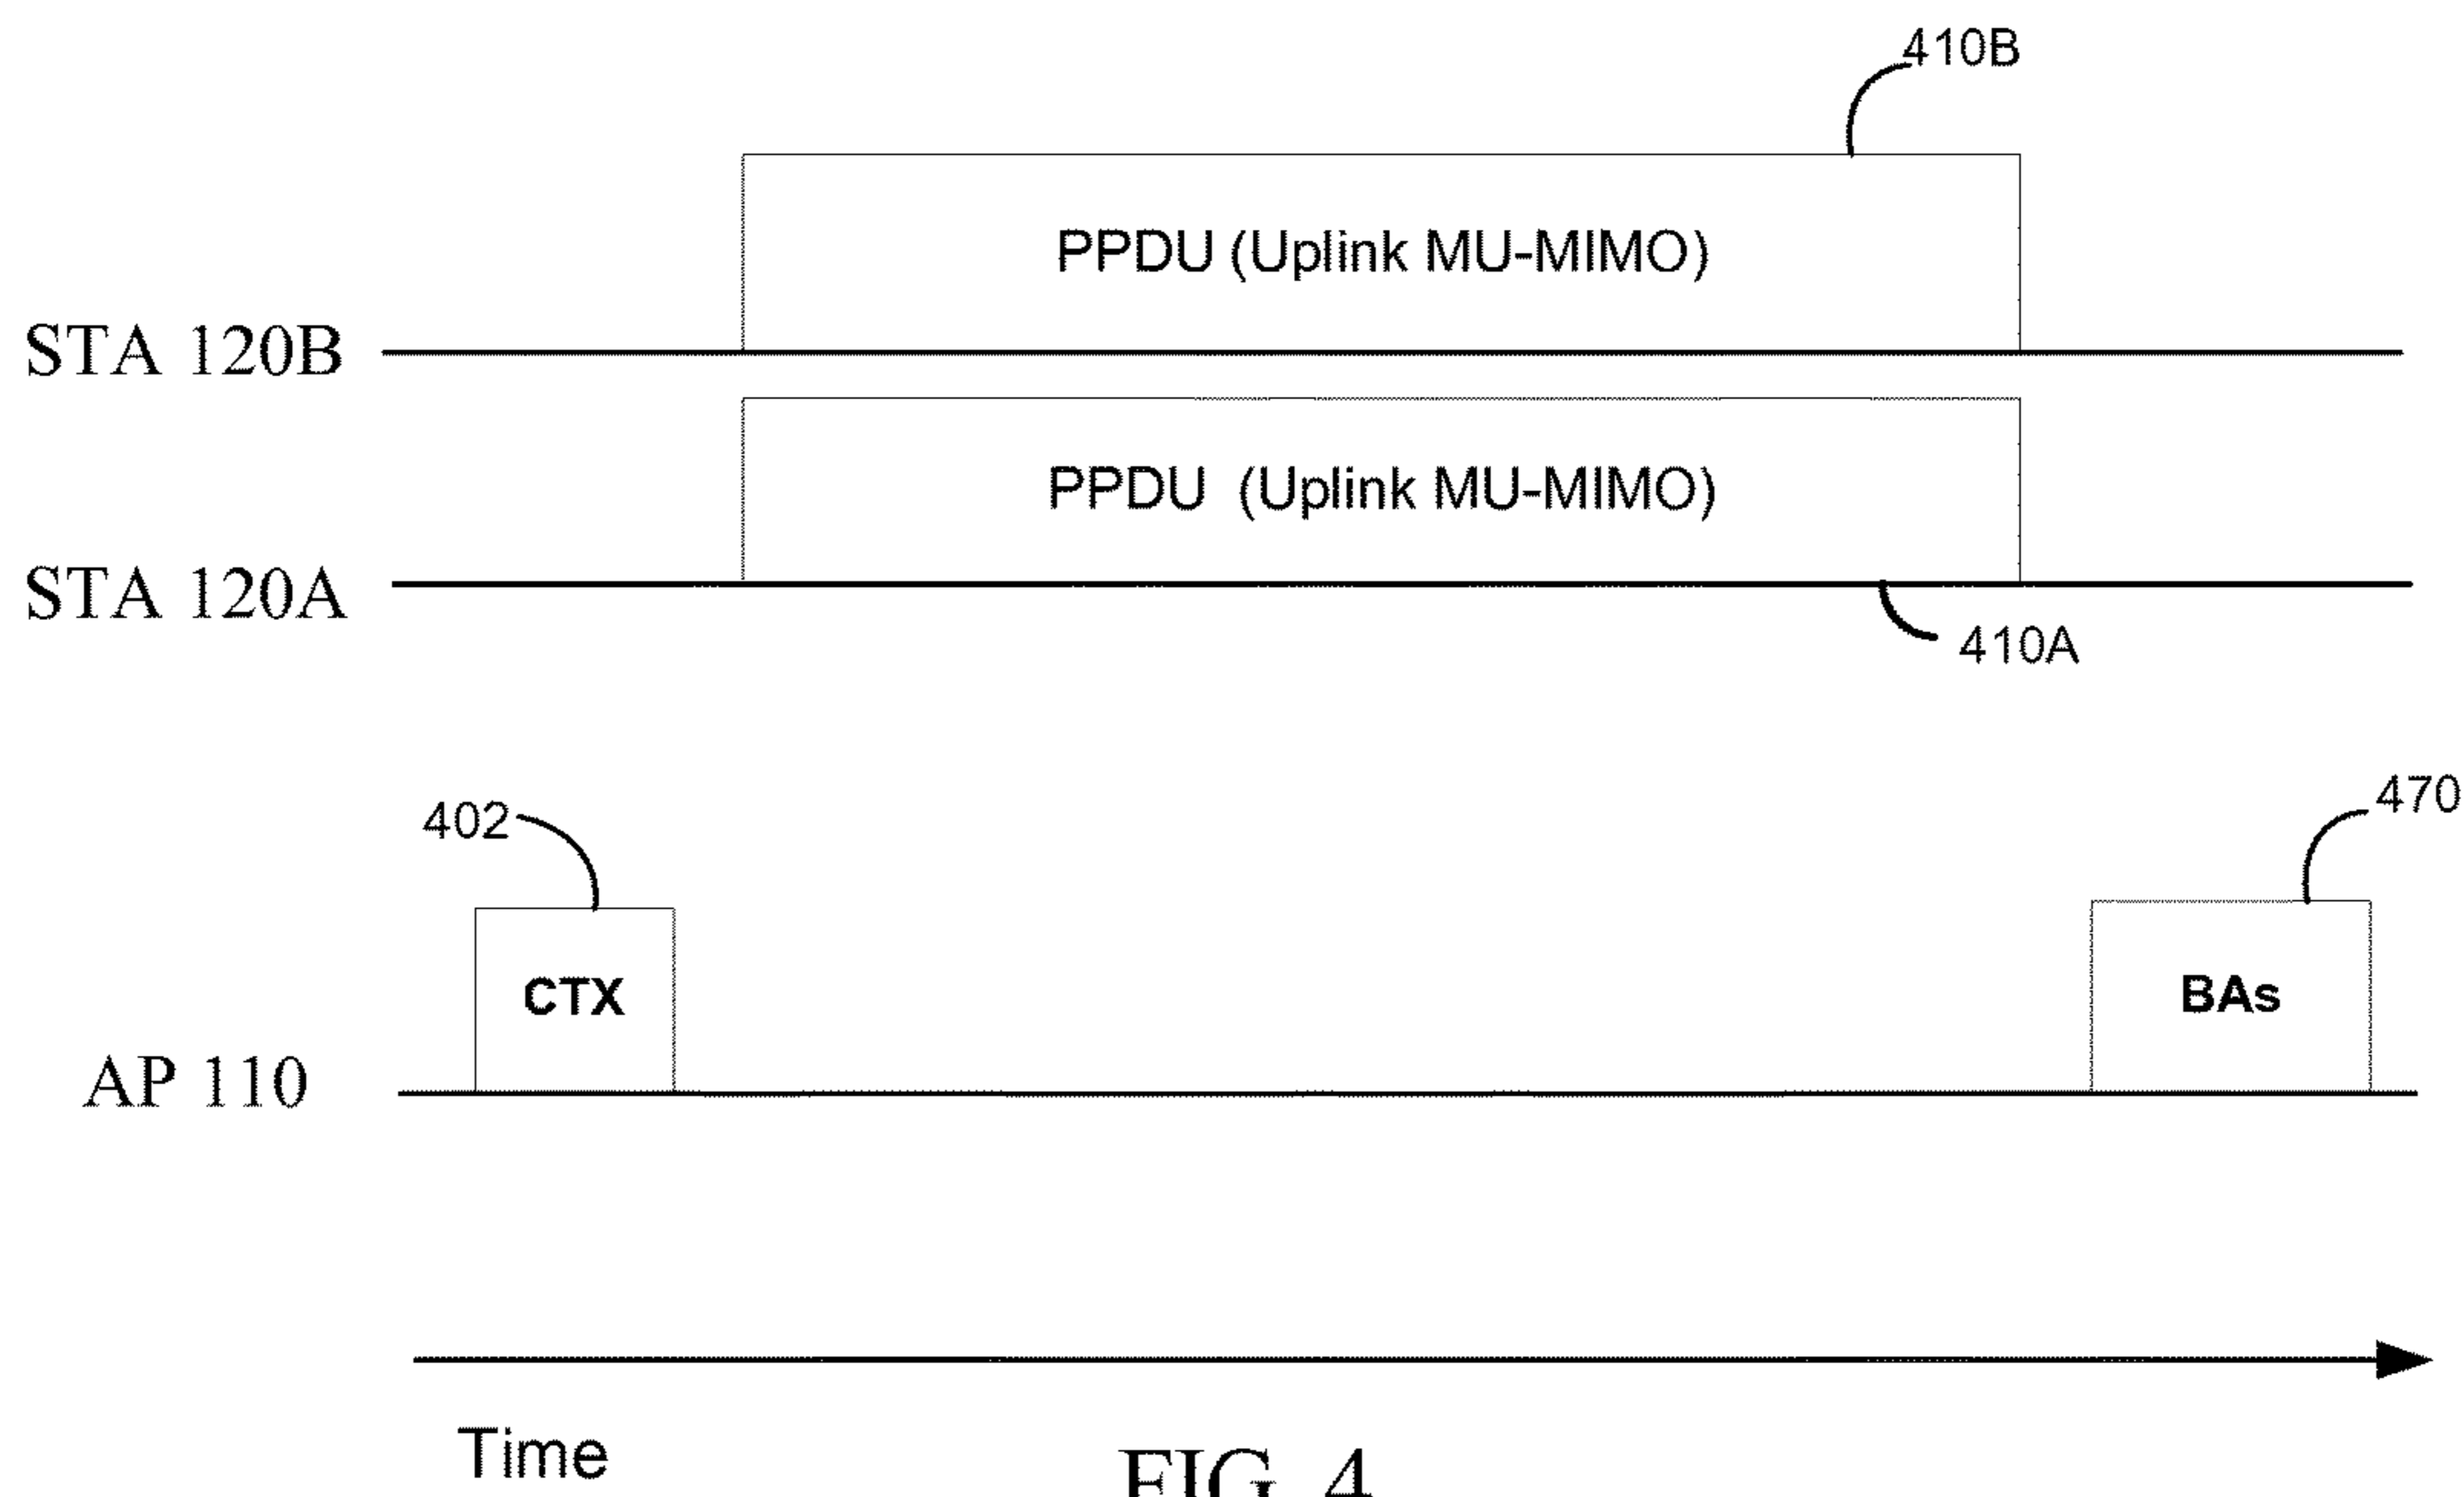 410B
PPDU (Uplink MU-MIMO)
STA 120B
PPDU (Uplink MU-MIMO)
STA 120A
410A
402
470
CTX
BAs
AP 110
Time
FIG. 4